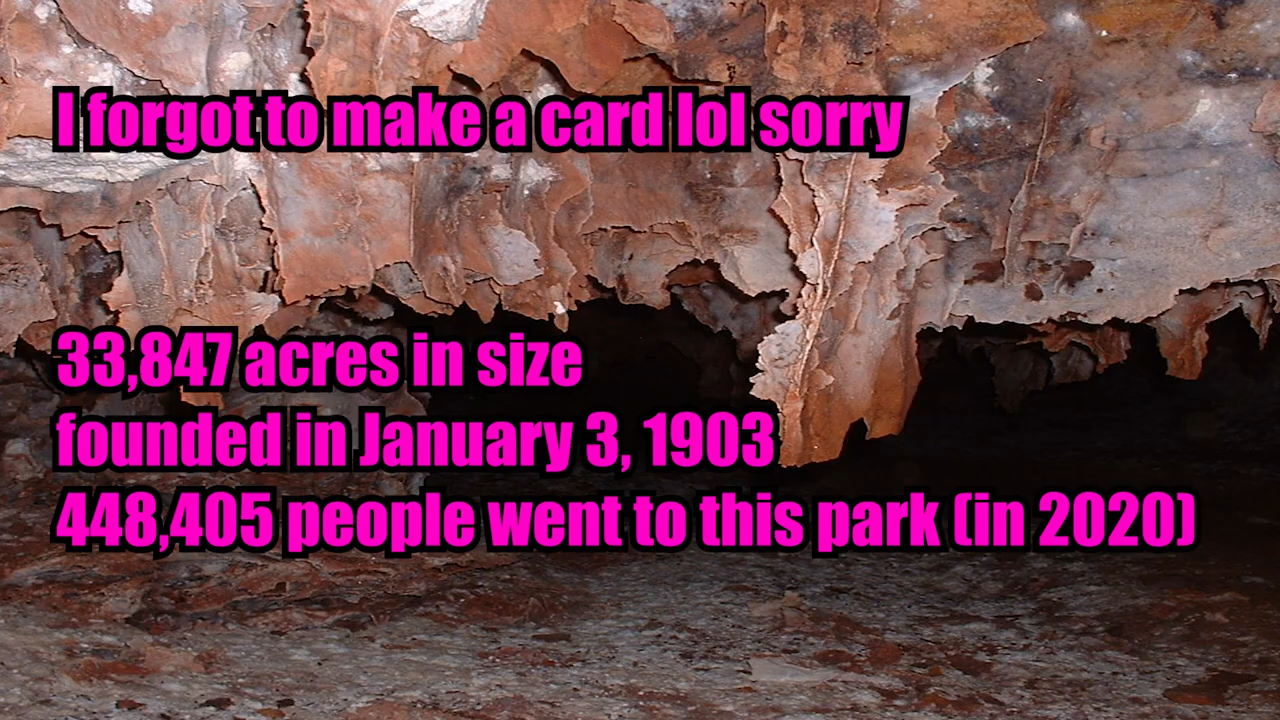 I forgot to make a card lol sorry
33,847 acres in size
founded in January 3, 1903
448,405 people went to this park (in 2020)